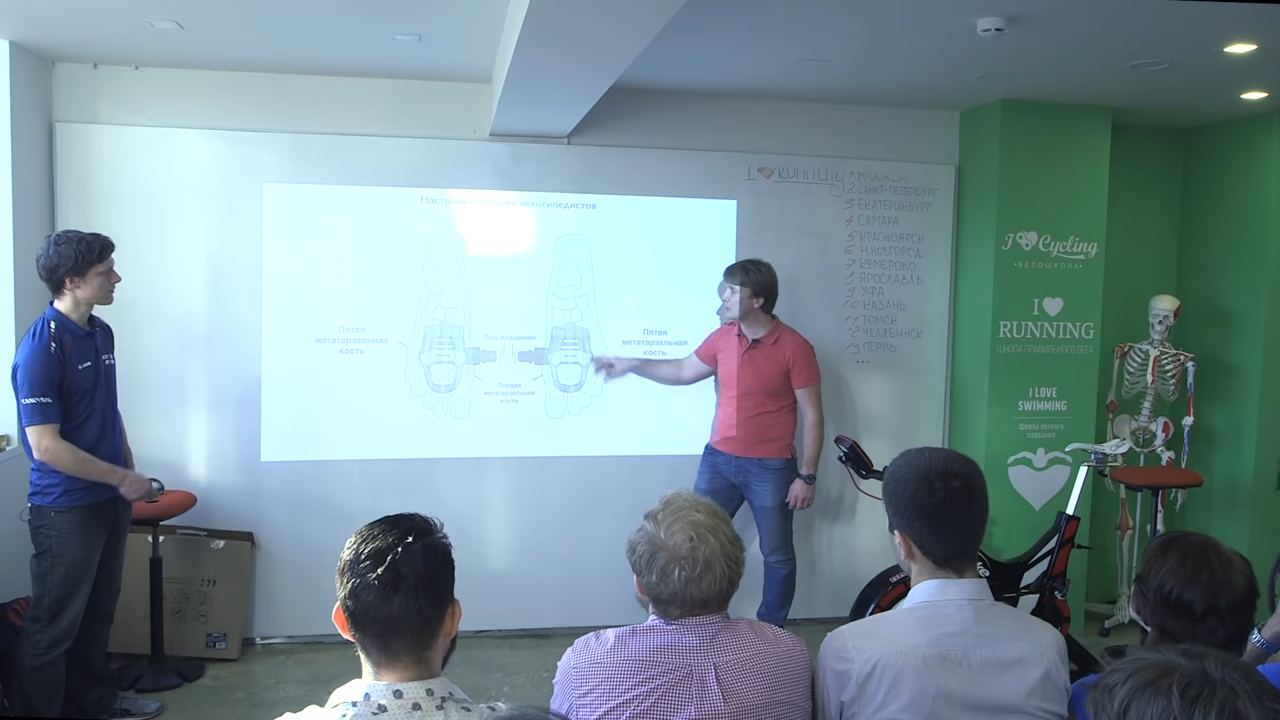 Настройка посадки велосипедистов
Пятая
метатарзальная
кость
Ось вращения
Первая
метатарзальная
кость
Пятая
метатарзальная
кость
I ❤ RUNNING
1 МОСКВА
2 САНКТ-ПЕТЕРБУРГ
3 ЕКАТЕРИНБУРГ
4 САМАРА
5 КРАСНОЯРСК
6 Н.НОВГОРОД
7 КЕМЕРОВО
8 ЯРОСЛАВЛЬ
9 УФА
10 КАЗАНЬ
11 ТОМСК
12 ЧЕЛЯБИНСК
13 ПЕРМЬ
...
I Cycling
•ВЕЛОШКОЛА•
I ❤
RUNNING
ШКОЛА ПРАВИЛЬНОГО БЕГА
I LOVE
SWIMMING
Школа легкого
плавания
CANYON